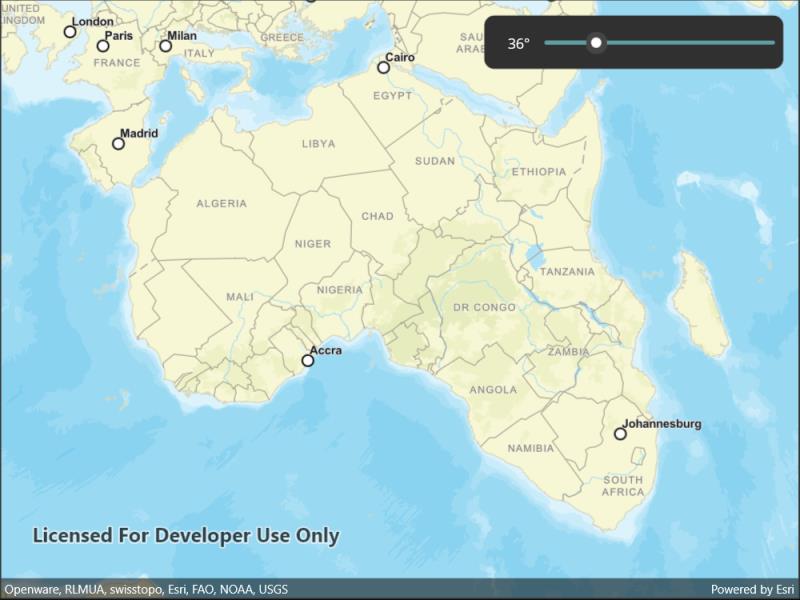 UNITED
KINGDOM
London
Paris
Milan
FRANCE
ITALY
GREECE
36°
Cairo
EGYPT
Madrid
LIBYA
SUDAN
ETHIOPIA
ALGERIA
CHAD
NIGER
NIGERIA
MALI
TANZANIA
DR CONGO
Accra
ZAMBIA
ANGOLA
Johannesburg
NAMIBIA
SOUTH
AFRICA
Licensed For Developer Use Only
Openware, RLMUA, swisstopo, Esri, FAO, NOAA, USGS
Powered by Esri